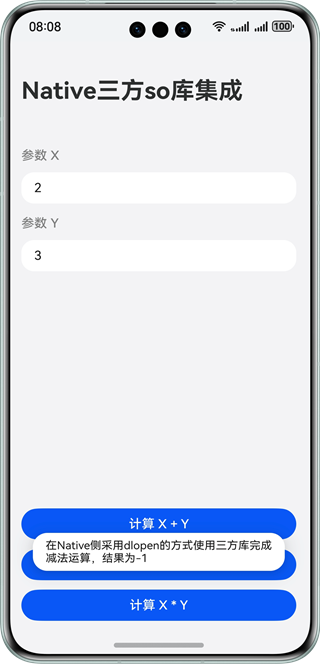 08:08
100
Native三方so库集成
参数 X
2
参数 Y
3
计算 X + Y
在Native侧采用dlopen的方式使用三方库完成
减法运算，结果为-1
计算 X * Y